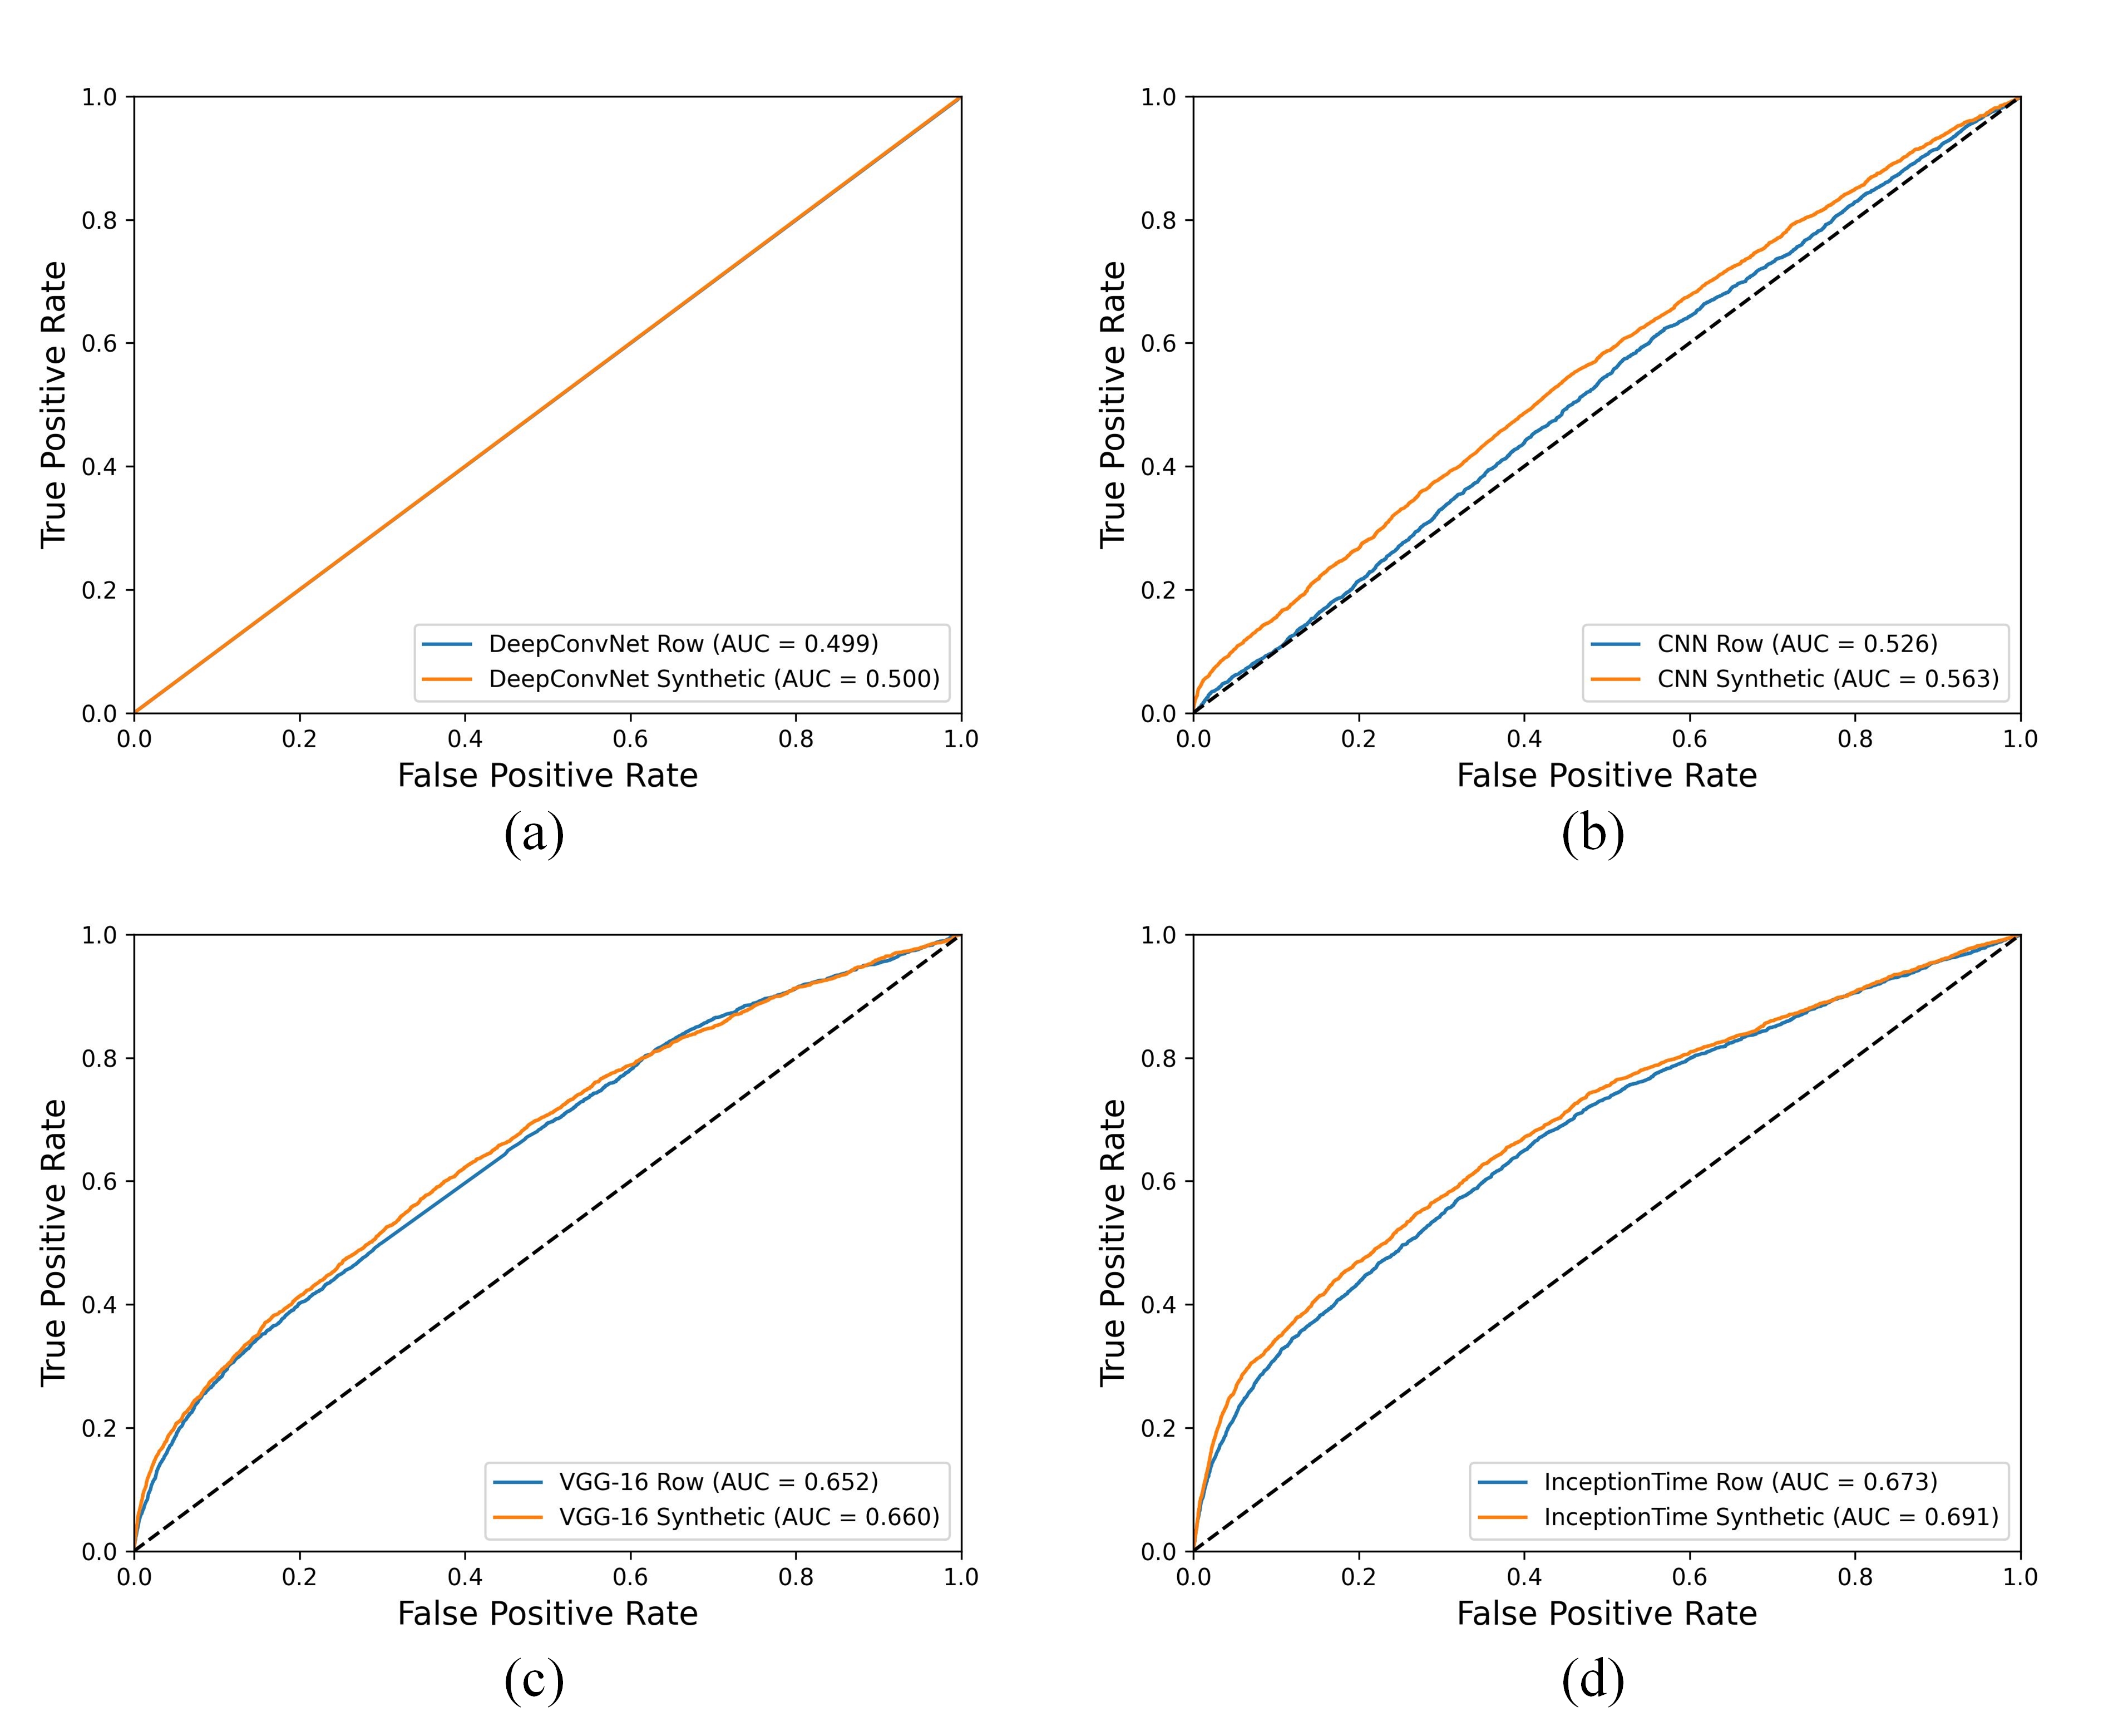 1.0
0.8
0.6
0.4
0.2
0.0
True Positive Rate
DeepConvNet Row (AUC = 0.499)
DeepConvNet Synthetic (AUC = 0.500)
0.0 0.2 0.4 0.6 0.8 1.0
False Positive Rate
(a)
1.0
0.8
0.6
0.4
0.2
0.0
True Positive Rate
CNN Row (AUC = 0.526)
CNN Synthetic (AUC = 0.563)
0.0 0.2 0.4 0.6 0.8 1.0
False Positive Rate
(b)
1.0
0.8
0.6
0.4
0.2
0.0
True Positive Rate
VGG-16 Row (AUC = 0.652)
VGG-16 Synthetic (AUC = 0.660)
0.0 0.2 0.4 0.6 0.8 1.0
False Positive Rate
(c)
1.0
0.8
0.6
0.4
0.2
0.0
True Positive Rate
InceptionTime Row (AUC = 0.673)
InceptionTime Synthetic (AUC = 0.691)
0.0 0.2 0.4 0.6 0.8 1.0
False Positive Rate
(d)